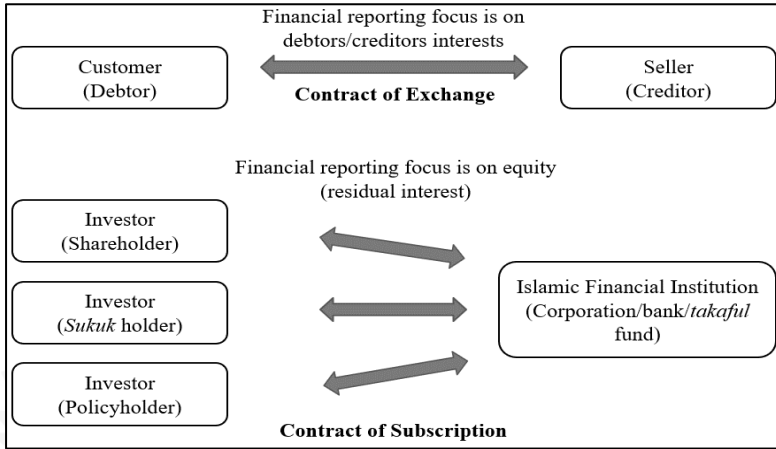 Financial reporting focus is on
debtors/creditors interests
Customer
(Debtor)
Seller
(Creditor)
Contract of Exchange
Financial reporting focus is on equity
(residual interest)
Investor
(Shareholder)
Investor
(Sukuk holder)
Investor
(Policyholder)
Islamic Financial Institution
(Corporation/bank/takaful
fund)
Contract of Subscription